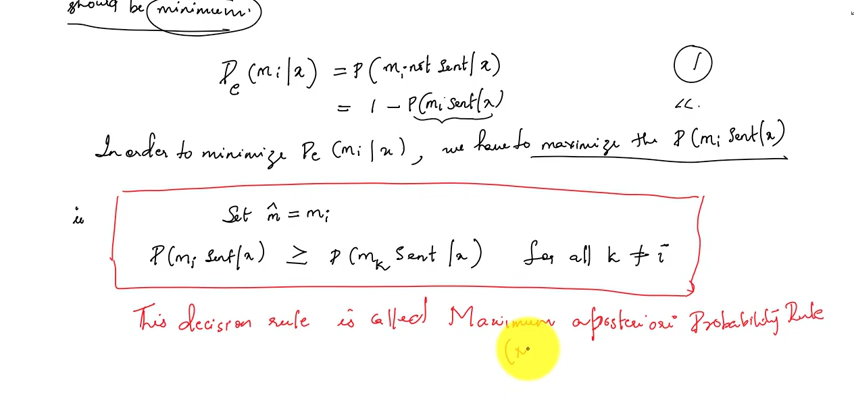 should be minimum.
Pe (mi|x) = P(mi not sent/x)
= 1 - P(mi sent/x)
In order to minimize Pe (mi|x), we have to maximize the P(mi sent/x)
ie Set m̂ = mi
P(mi sent/x) ≥ P(mk sent/x) for all k ≠ i
This decision rule is called Maximum aposteriori Probability Rule